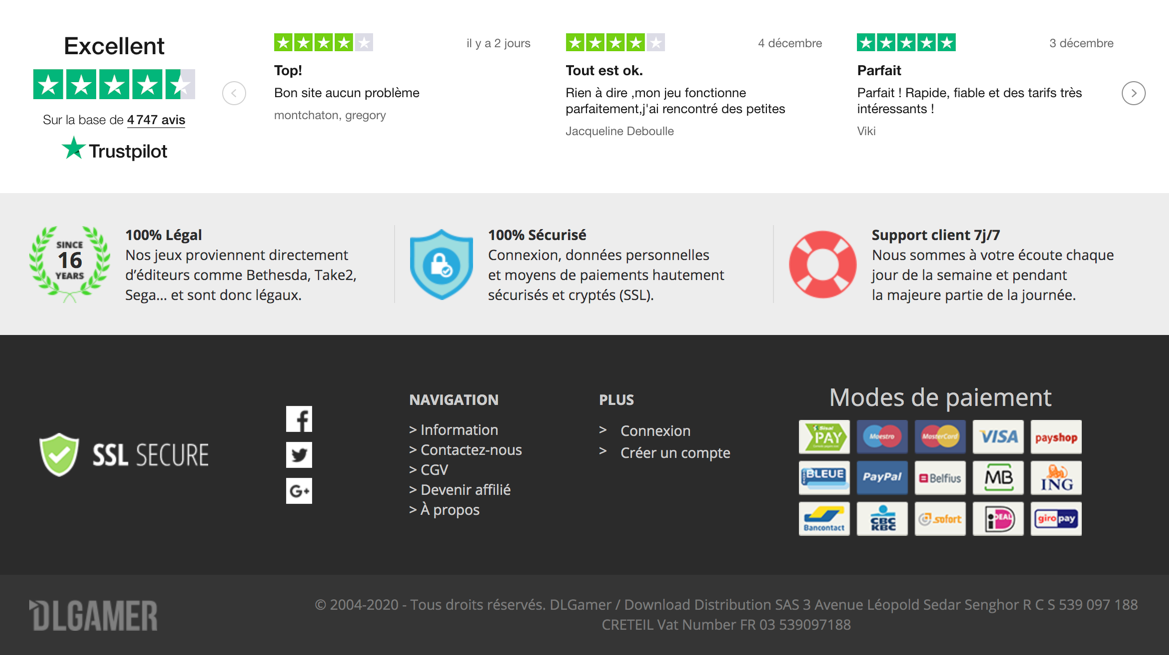 Excellent
Sur la base de 4 747 avis
Trustpilot
il y a 2 jours
Top!
Bon site aucun problème
montchaton, gregory
4 décembre
Tout est ok.
Rien à dire ,mon jeu fonctionne
parfaitement,j'ai rencontré des petites
Jacqueline Deboulle
3 décembre
Parfait
Parfait ! Rapide, fiable et des tarifs très
intéressants !
Viki
SINCE
16
YEARS
100% Légal
Nos jeux proviennent directement
d’éditeurs comme Bethesda, Take2,
Sega... et sont donc légaux.
100% Sécurisé
Connexion, données personnelles
et moyens de paiements hautement
sécurisés et cryptés (SSL).
Support client 7j/7
Nous sommes à votre écoute chaque
jour de la semaine et pendant
la majeure partie de la journée.
SSL SECURE
G+
NAVIGATION
> Information
> Contactez-nous
> CGV
> Devenir affilié
> À propos
PLUS
> Connexion
> Créer un compte
Modes de paiement
PAY
Maestro
MasterCard
VISA
payshop
BLEUE
PayPal
Belfius
MB
ING
Bancontact
CBC
KBC
sofort
iDEAL
giropay
DLGAMER
© 2004-2020 - Tous droits réservés. DLGamer / Download Distribution SAS 3 Avenue Léopold Sedar Senghor R C S 539 097 188
CRETEIL Vat Number FR 03 539097188